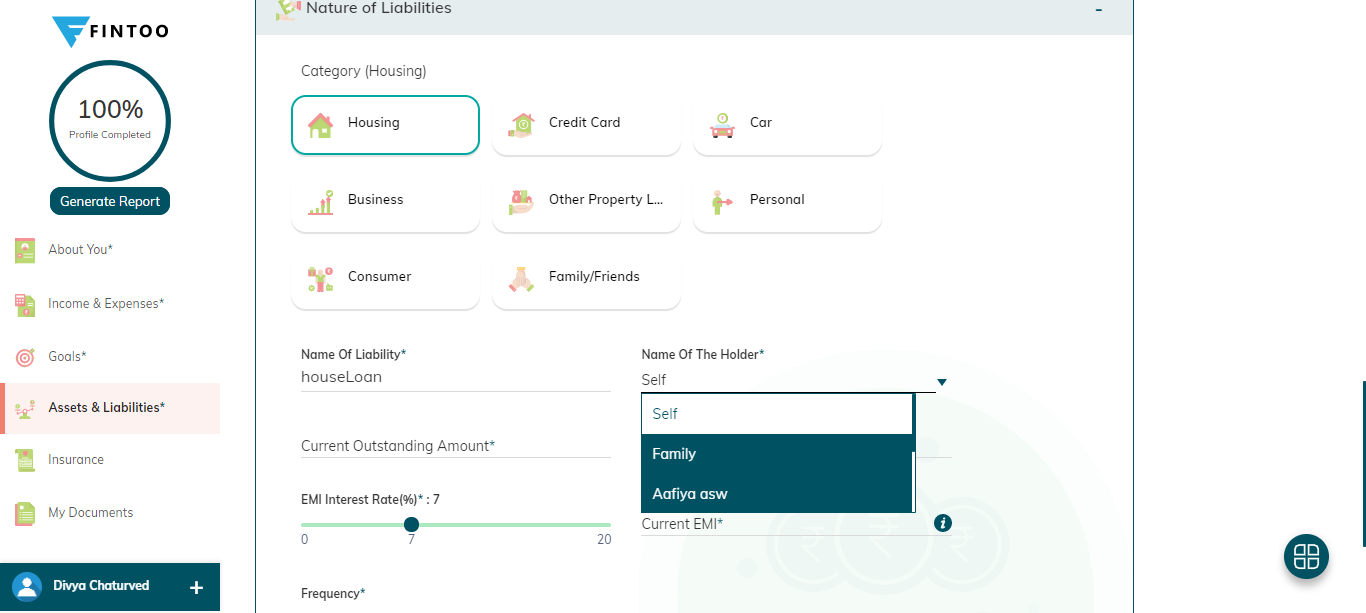 FINTOO
100%
Profile Completed
Generate Report
About You*
Income & Expenses*
Goals*
Assets & Liabilities*
Insurance
My Documents
Divya Chaturved
+
Nature of Liabilities
-
Category (Housing)
Housing
Credit Card
Car
Business
Other Property L...
Personal
Consumer
Family/Friends
Name Of Liability*
houseLoan
Name Of The Holder*
Self
Self
Family
Aafiya asw
Current Outstanding Amount*
EMI Interest Rate(%)* : 7
0
7
20
Current EMI*
i
Frequency*